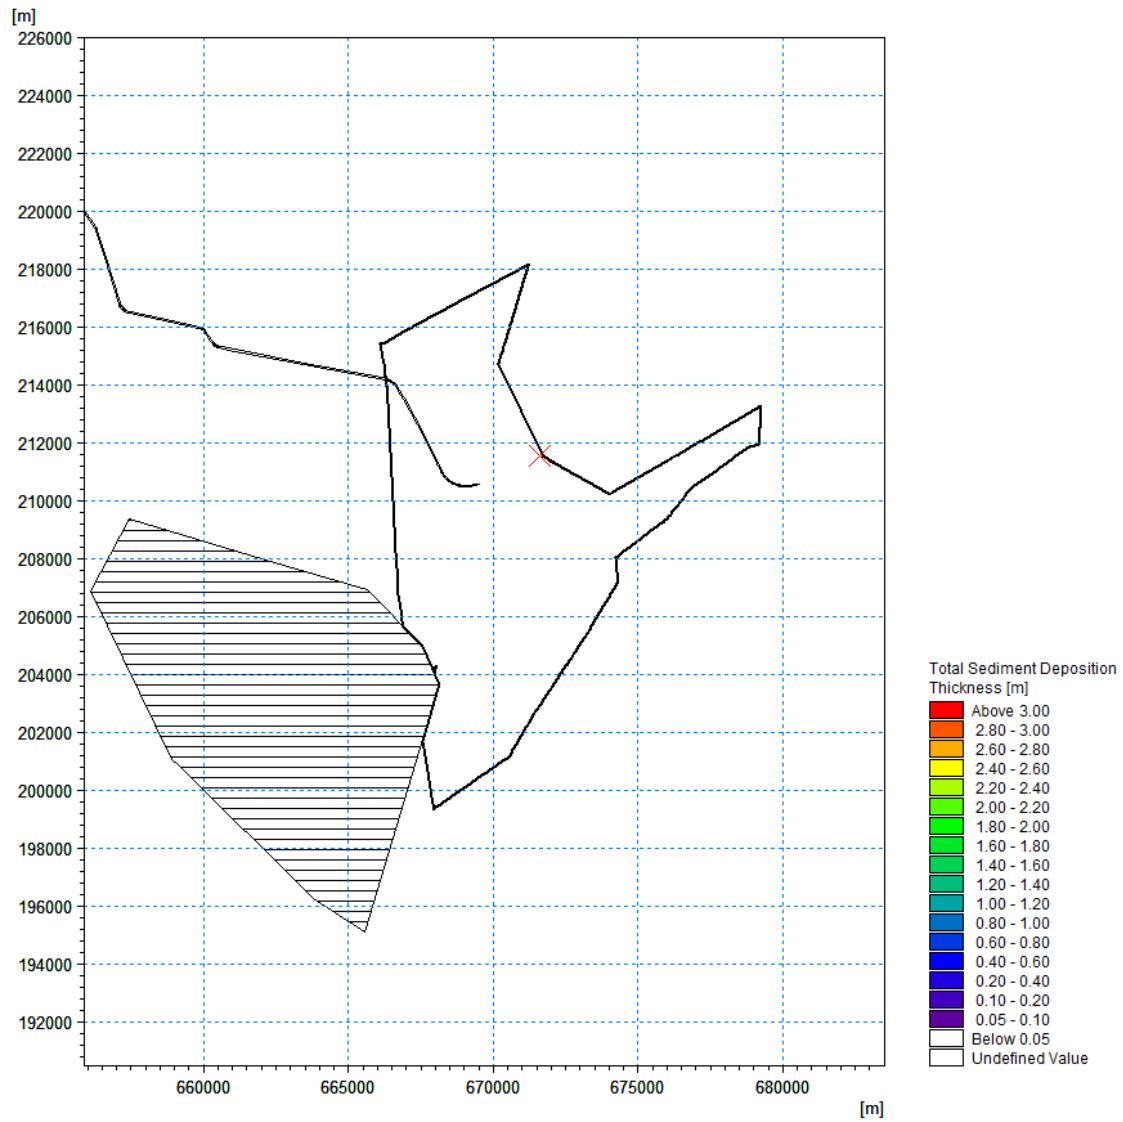 [m]
226000
224000
222000
220000
218000
216000
214000
212000
210000
208000
206000
204000
202000
200000
198000
196000
194000
192000
660000 665000 670000 675000 680000
[m]
Total Sediment Deposition
Thickness [m]
Above 3.00
2.80 - 3.00
2.60 - 2.80
2.40 - 2.60
2.20 - 2.40
2.00 - 2.20
1.80 - 2.00
1.60 - 1.80
1.40 - 1.60
1.20 - 1.40
1.00 - 1.20
0.80 - 1.00
0.60 - 0.80
0.40 - 0.60
0.20 - 0.40
0.10 - 0.20
0.05 - 0.10
Below 0.05
Undefined Value